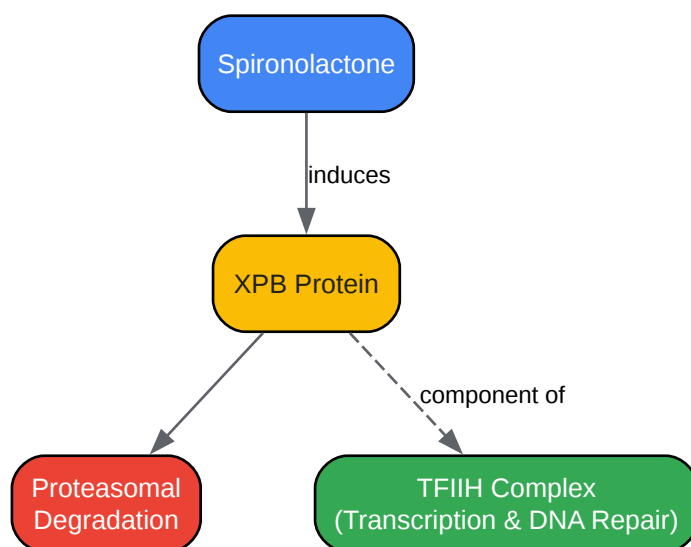 Spironolactone
induces
XPB Protein
component of
Proteasomal
Degradation
TFIIH Complex
(Transcription & DNA Repair)